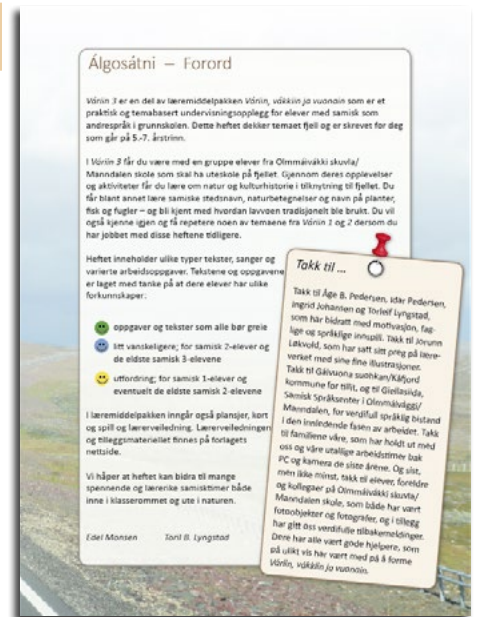 Álgosátni – Forord
Váriin 3 er en del av læremiddelpakken Váriin, vákkiin ja vuonain som er et
praktisk og temabasert undervisningsopplegg for elever med samisk som
andrespråk i grunnskolen. Dette heftet dekker temaet fjell og er skrevet for deg
som går på 5.-7. årstrinn.
I Váriin 3 får du være med en gruppe elever fra Olmmáivákki skuvla/
Manndalen skole som skal ha uteskole på fjellet. Gjennom deres opplevelser
og aktiviteter får du lære om natur og kulturhistorie i tilknytning til fjellet. Du
får blant annet lære samiske stedsnavn, naturbetegnelser og navn på planter,
fisk og fugler – og bli kjent med hvordan lavvoen tradisjonelt ble brukt. Du vil
også kjenne igjen og få repetere noen av temaene fra Váriin 1 og 2 dersom du
har jobbet med disse heftene tidligere.
Heftet inneholder ulike typer tekster, sanger og
varierte arbeidsoppgaver. Tekstene og oppgavene
er laget med tanke på at dere elever har ulike
forkunnskaper:
oppgaver og tekster som alle bør greie
litt vanskeligere; for samisk 2-elever og
de eldste samisk 3-elevene
utfordring; for samisk 1-elever og
eventuelt de eldste samisk 2-elevene
I læremiddelpakken inngår også plansjer, kort
og spill og lærerveiledning. Lærerveiledningen
og tilleggsmateriellet finnes på forlagets
nettside.
Vi håper at heftet kan bidra til mange
spennende og lærerike samisktimer både
inne i klasserommet og ute i naturen.
Edel Monsen Toril B. Lyngstad
Takk til ...
Takk til Åge B. Pedersen, Idar Pedersen,
Ingrid Johansen og Torleif Lyngstad,
som har bidratt med motivasjon, fag-
lige og språklige innspill. Takk til Jorunn
Løkvold, som har satt sitt preg på lære-
verket med sine fine illustrasjoner.
Takk til Gáivuona suohkan/Kåfjord
kommune for tillit, og til Giellasiida,
Samisk Språksenter i Olmmáivággi/
Manndalen, for verdifull språklig bistand
i den innledende fasen av arbeidet. Takk
til familiene våre, som har holdt ut med
oss og våre utallige arbeidstimer bak
PC og kamera de siste årene. Og sist,
men ikke minst, takk til elever, foreldre
og kollegaer på Olmmáivákki skuvla/
Manndalen skole, som både har vært
fotoobjekter og fotografer, og i tillegg
har gitt oss verdifulle tilbakemeldinger.
Dere har alle vært gode hjelpere, som
på ulikt vis har vært med på å forme
Váriin, vákkiin ja vuonain.